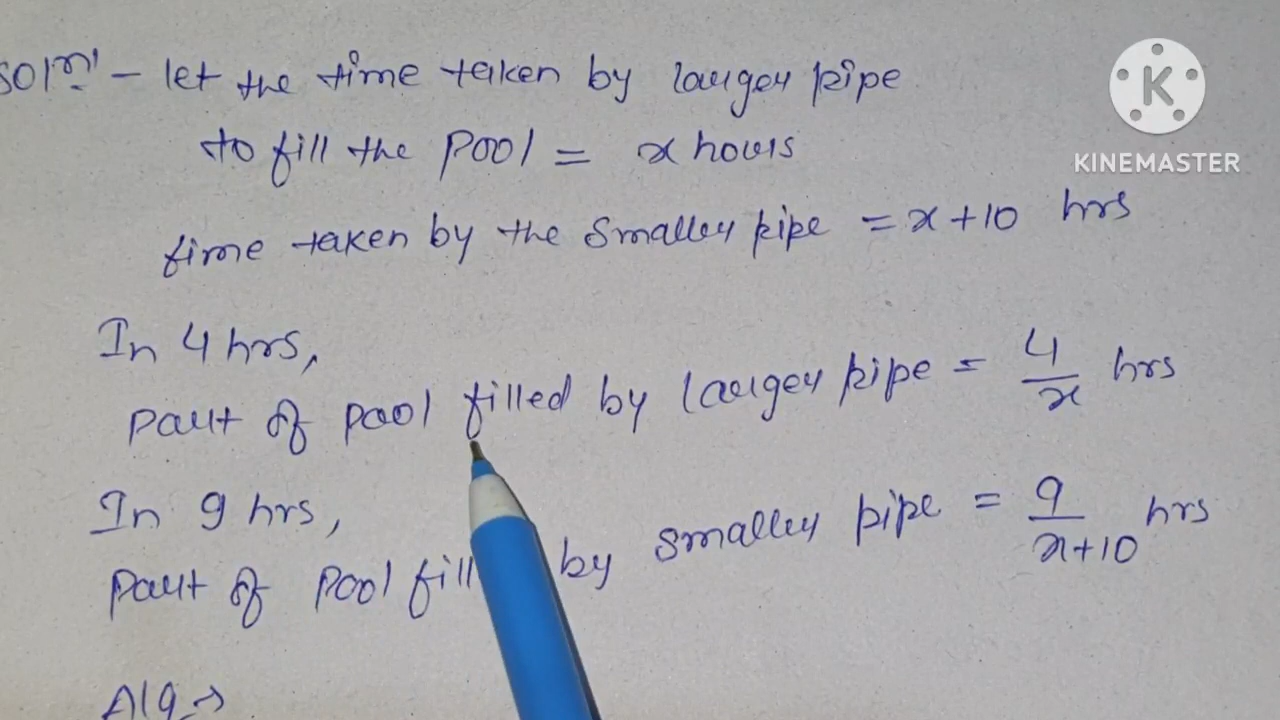 Solⁿ - let the time taken by larger pipe
to fill the pool = x hours
time taken by the smaller pipe = x+10 hrs
In 4 hrs,
Part of pool filled by larger pipe = 4/x hrs
In 9 hrs,
Part of pool fill by smaller pipe = 9/x+10 hrs
A/q →
K
KINEMASTER